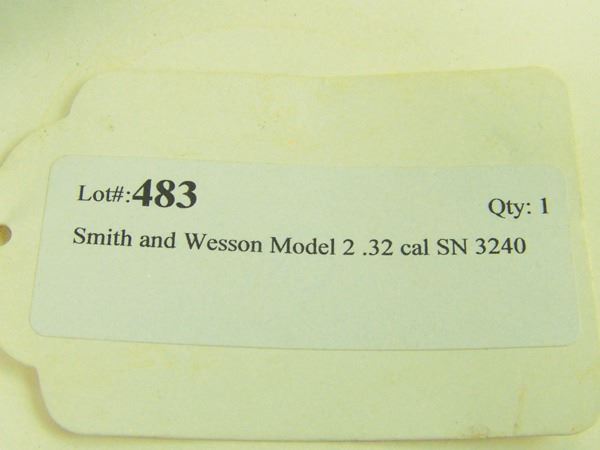 Lot#:483
Qty: 1
Smith and Wesson Model 2 .32 cal SN 3240